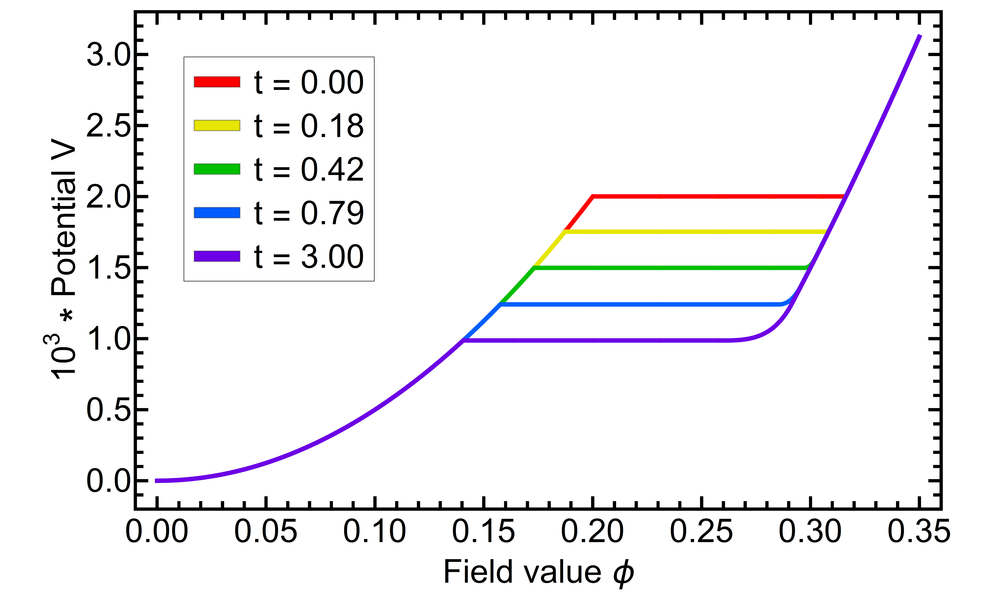 10³ * Potential V
3.0
2.5
2.0
1.5
1.0
0.5
0.0
t = 0.00
t = 0.18
t = 0.42
t = 0.79
t = 3.00
0.00 0.05 0.10 0.15 0.20 0.25 0.30 0.35
Field value ϕ